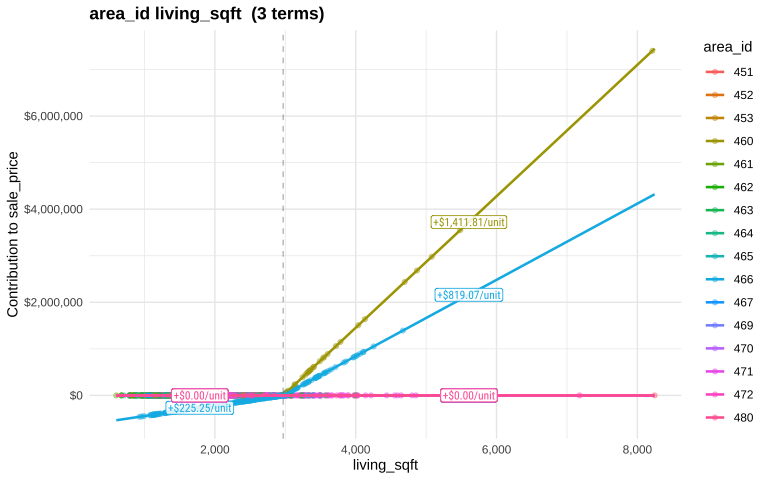 area_id living_sqft  (3 terms)
Contribution to sale_price
$6,000,000
$4,000,000
$2,000,000
$0
+$1,411.81/unit
+$819.07/unit
+$0.00/unit
+$0.00/unit
+$225.25/unit
2,000
4,000
6,000
8,000
living_sqft
area_id
451
452
453
460
461
462
463
464
465
466
467
469
470
471
472
480